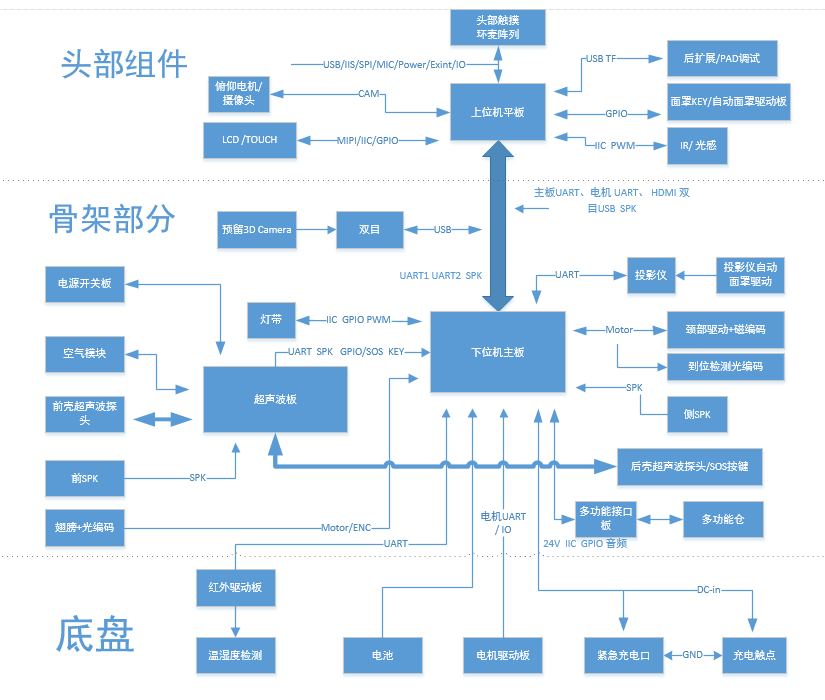 头部组件
头部触摸
环麦阵列
USB/IIS/SPI/MIC/Power/Exint/IO
USB TF
后扩展/PAD调试
俯仰电机/
摄像头
CAM
上位机平板
GPIO
面罩KEY/自动面罩驱动板
LCD /TOUCH
MIPI/IIC/GPIO
IIC PWM
IR/ 光感
骨架部分
主板UART、电机 UART、 HDMI 双
目USB SPK
预留3D Camera
双目
USB
UART1 UART2 SPK
UART
投影仪
投影仪自动
面罩驱动
电源开关板
灯带
IIC GPIO PWM
Motor
颈部驱动+磁编码
空气模块
UART SPK GPIO/SOS KEY
下位机主板
到位检测光编码
超声波板
SPK
前壳超声波探
头
侧SPK
前SPK
SPK
后壳超声波探头/SOS按键
翅膀+光编码
Motor/ENC
电机UART
/ IO
多功能接口
板
多功能仓
UART
24V IIC GPIO 音频
底盘
红外驱动板
DC-in
温湿度检测
电池
电机驱动板
紧急充电口
GND
充电触点